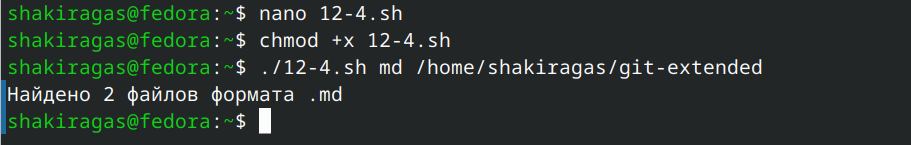 shakiragas@fedora:~$ nano 12-4.sh
shakiragas@fedora:~$ chmod +x 12-4.sh
shakiragas@fedora:~$ ./12-4.sh md /home/shakiragas/git-extended
Найдено 2 файлов формата .md
shakiragas@fedora:~$